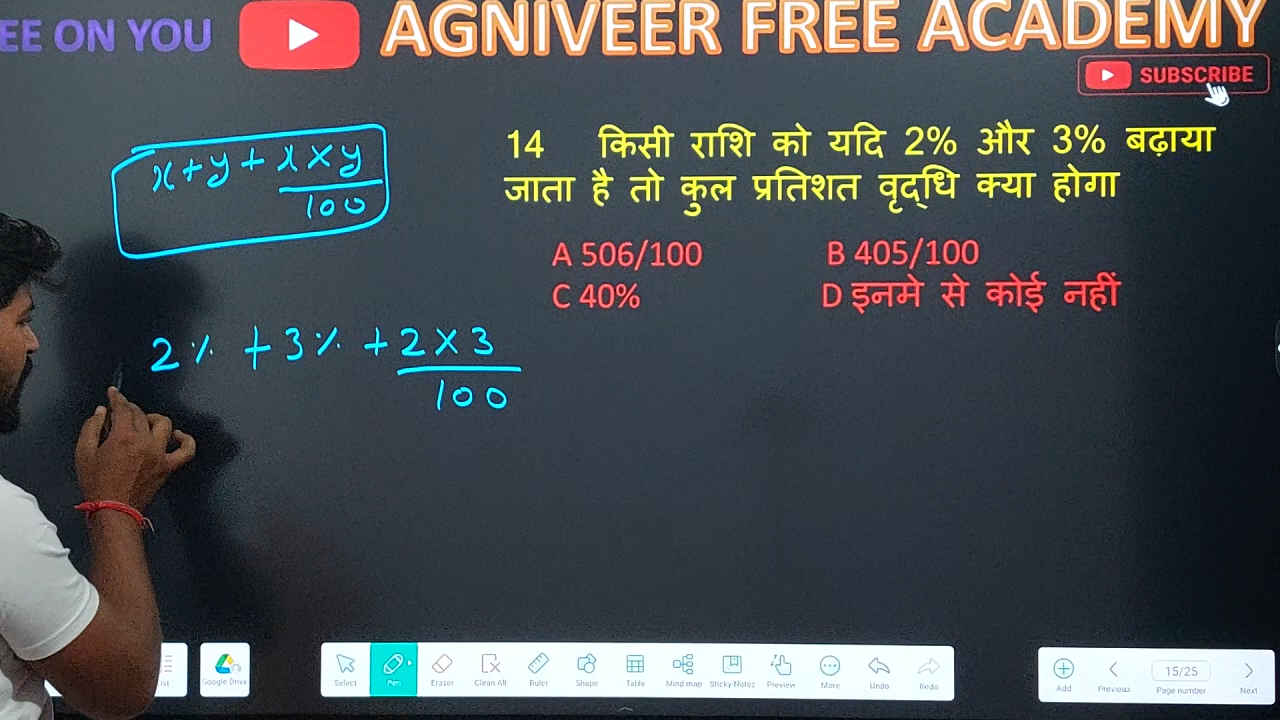 EE ON YOU
AGNIVEER FREE ACADEMY
SUBSCRIBE
x+y+x×y/100
14 किसी राशि को यदि 2% और 3% बढ़ाया
जाता है तो कुल प्रतिशत वृद्धि क्या होगा
A 506/100 B 405/100
C 40% D इनमे से कोई नहीं
2% +3% +2×3/100
Google Drive
Select
Pen
Eraser
Clean All
Ruler
Shape
Table
Mind map
Sticky-Notes
Preview
More
Undo
Redo
Add
Previous
15/25
Page number
Next